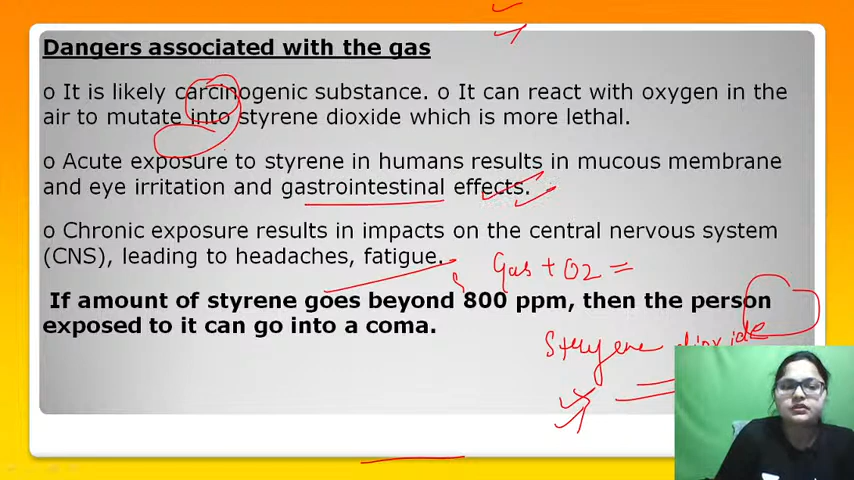 Dangers associated with the gas
o It is likely carcinogenic substance. o It can react with oxygen in the
air to mutate into styrene dioxide which is more lethal.
o Acute exposure to styrene in humans results in mucous membrane
and eye irritation and gastrointestinal effects.
o Chronic exposure results in impacts on the central nervous system
(CNS), leading to headaches, fatigue.
Gas + O2 =
If amount of styrene goes beyond 800 ppm, then the person
exposed to it can go into a coma.